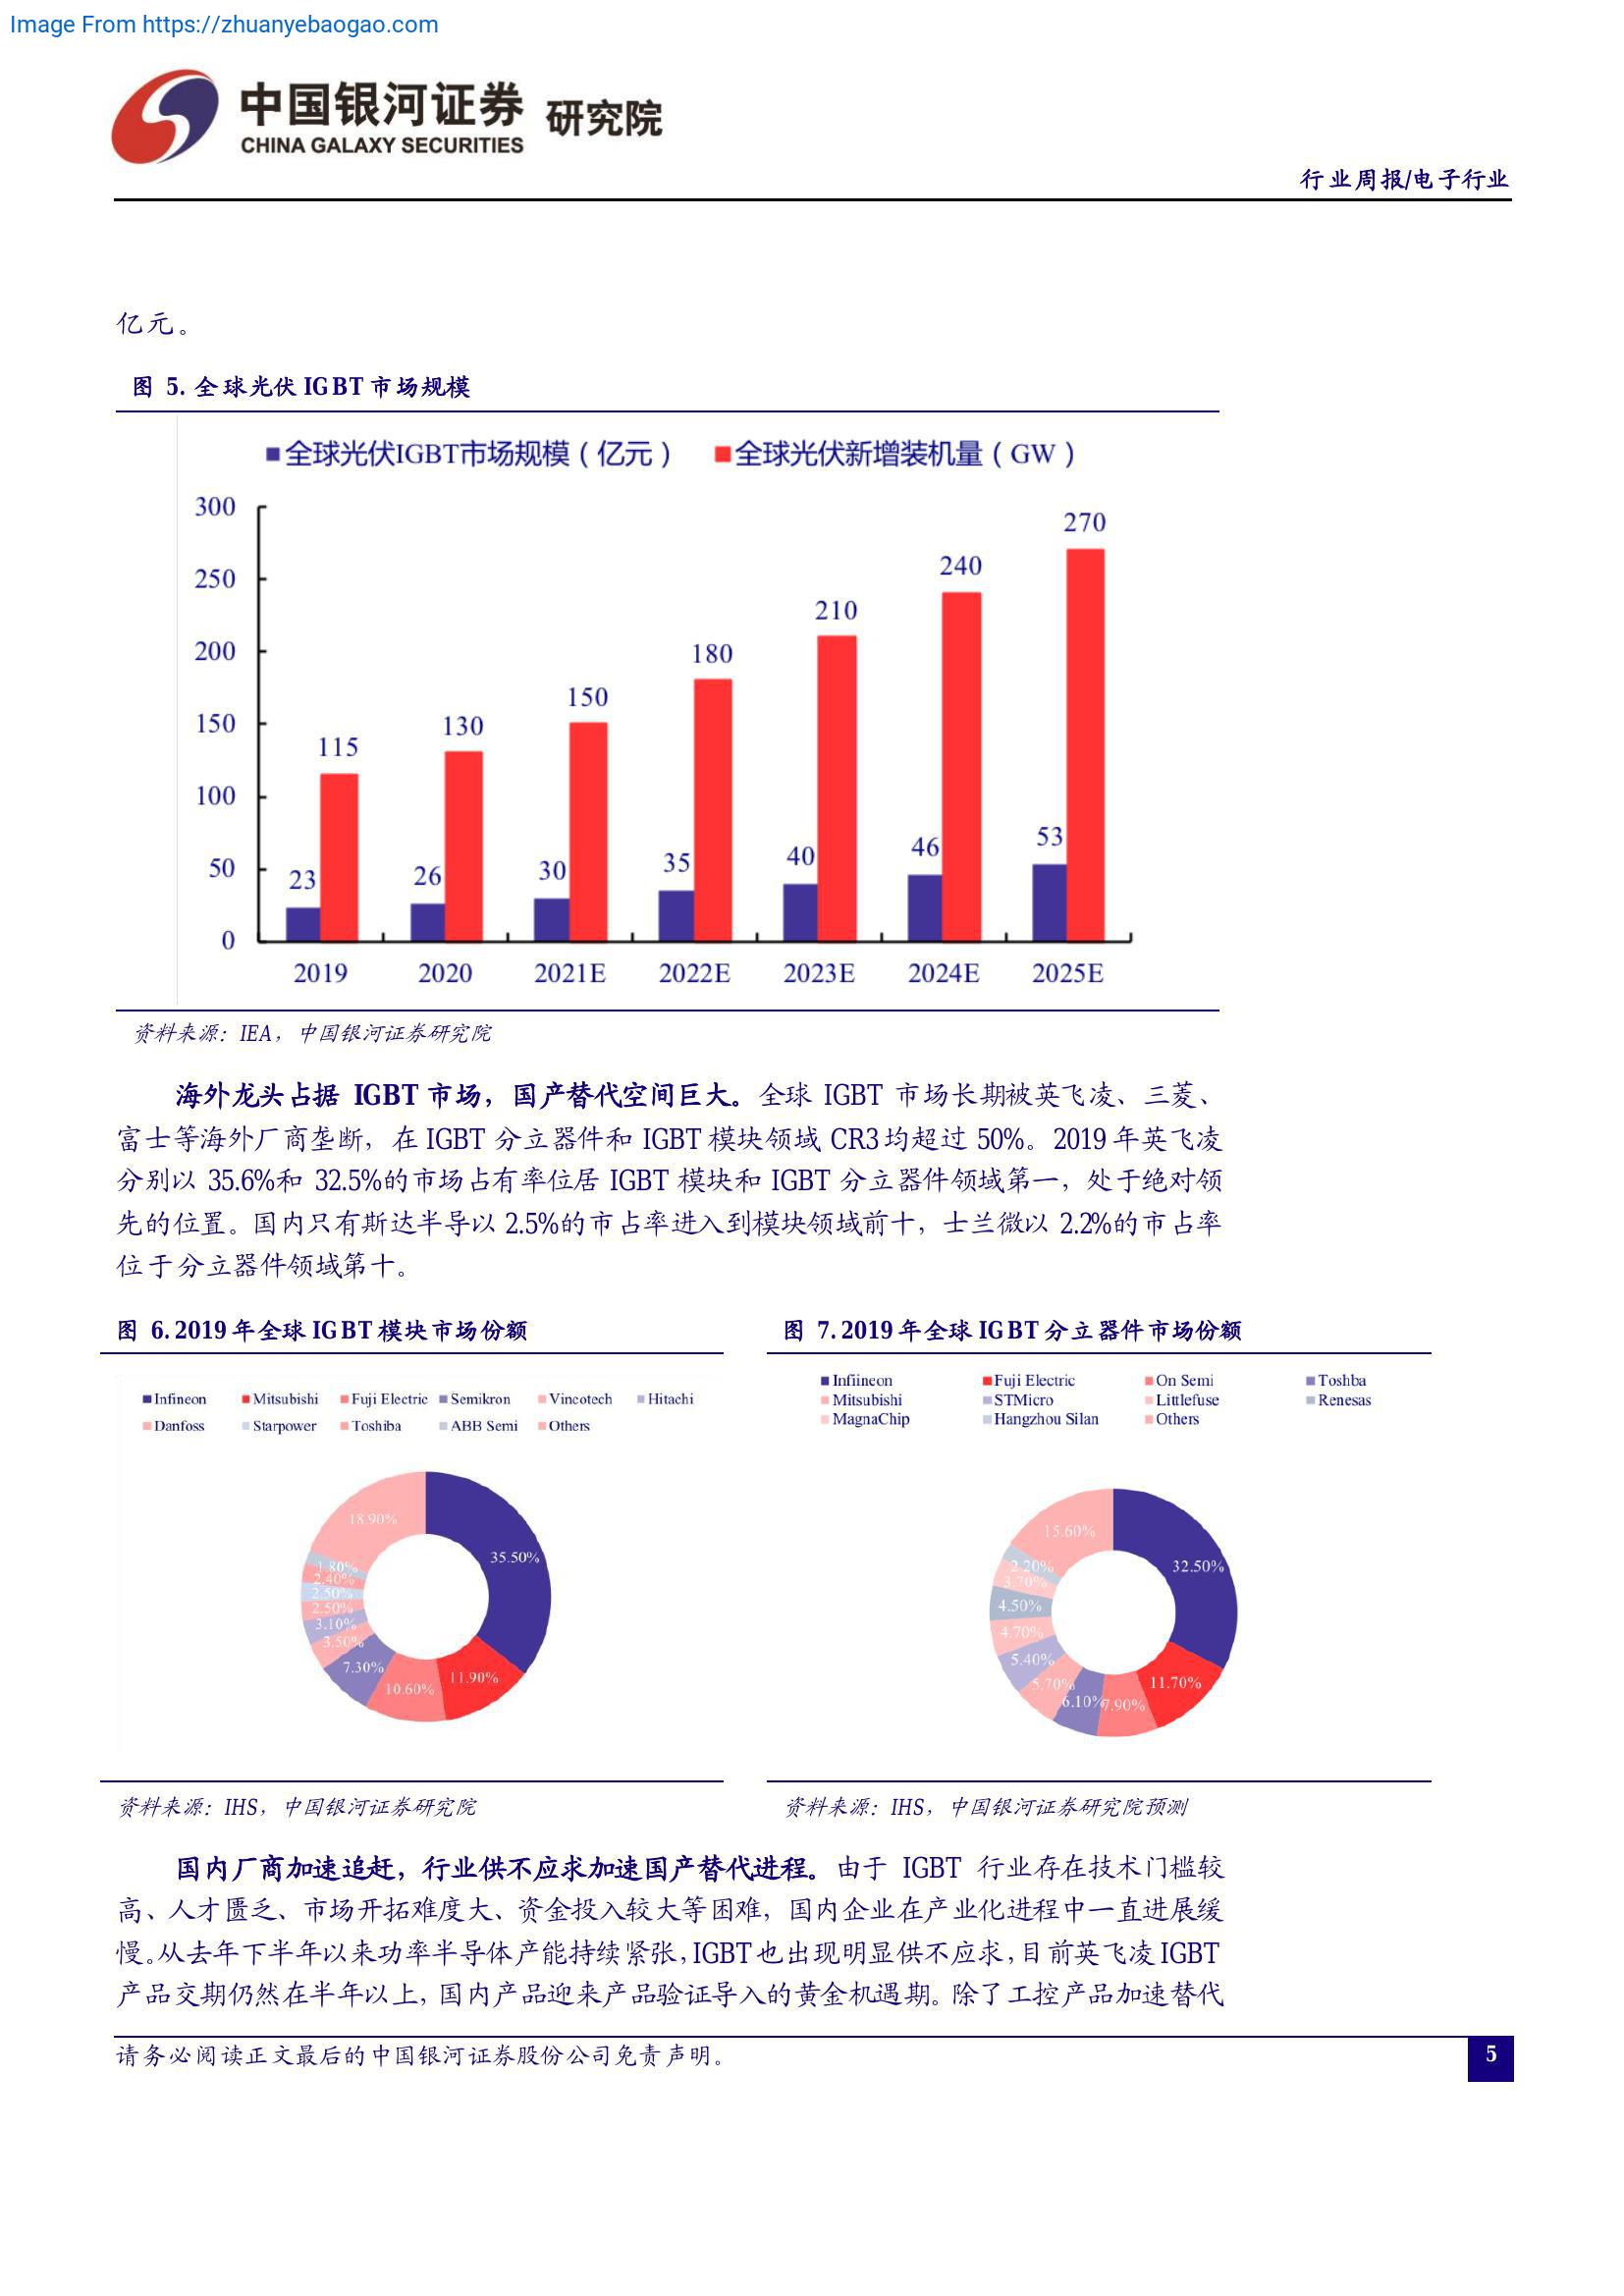 Image From https://zhuanyebaogao.com
中国银河证券 研究院
CHINA GALAXY SECURITIES
行业周报/电子行业
亿元。
图 5. 全球光伏 IGBT 市场规模
全球光伏IGBT市场规模（亿元） 全球光伏新增装机量（GW）
300
250
200
150
100
50
0
115
130
150
180
210
240
270
23
26
30
35
40
46
53
2019 2020 2021E 2022E 2023E 2024E 2025E
资料来源：IEA，中国银河证券研究院
海外龙头占据 IGBT 市场，国产替代空间巨大。全球 IGBT 市场长期被英飞凌、三菱、
富士等海外厂商垄断，在 IGBT 分立器件和 IGBT 模块领域 CR3 均超过 50%。2019 年英飞凌
分别以 35.6%和 32.5%的市场占有率位居 IGBT 模块和 IGBT 分立器件领域第一，处于绝对领
先的位置。国内只有斯达半导以 2.5%的市占率进入到模块领域前十，士兰微以 2.2%的市占率
位于分立器件领域第十。
图 6. 2019 年全球 IGBT 模块市场份额
Infineon Mitsubishi Fuji Electric Semikron Vincotech Hitachi
Danfoss Starpower Toshiba ABB Semi Others
35.50%
11.90%
10.60%
7.30%
3.50%
3.10%
2.50%
2.50%
2.40%
1.80%
18.90%
资料来源：IHS，中国银河证券研究院
图 7. 2019 年全球 IGBT 分立器件市场份额
Infiineon Fuji Electric On Semi Toshba
Mitsubishi STMicro Littlefuse Renesas
MagnaChip Hangzhou Silan Others
32.50%
11.70%
7.90%
6.10%
5.70%
5.40%
4.70%
4.50%
3.70%
2.20%
15.60%
资料来源：IHS，中国银河证券研究院预测
国内厂商加速追赶，行业供不应求加速国产替代进程。由于 IGBT 行业存在技术门槛较
高、人才匮乏、市场开拓难度大、资金投入较大等困难，国内企业在产业化进程中一直进展缓
慢。从去年下半年以来功率半导体产能持续紧张，IGBT 也出现明显供不应求，目前英飞凌 IGBT
产品交期仍然在半年以上，国内产品迎来产品验证导入的黄金机遇期。除了工控产品加速替代
请务必阅读正文最后的中国银河证券股份公司免责声明。
5